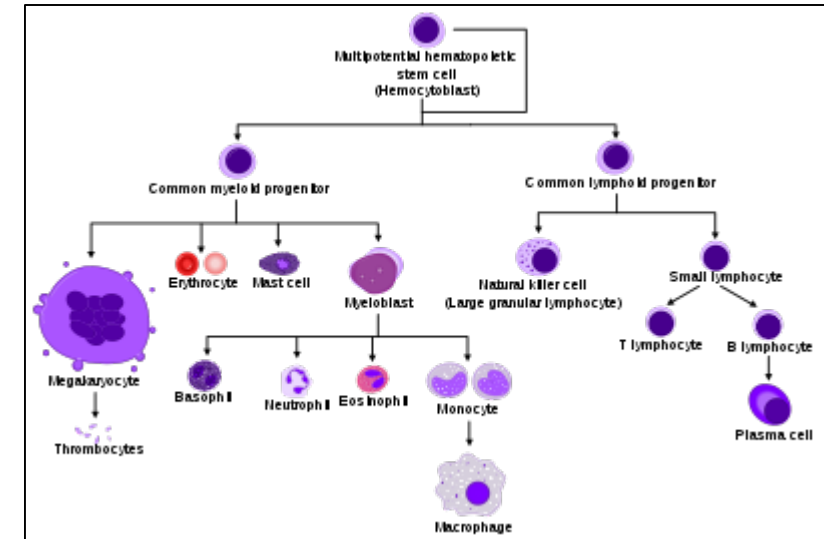 Multipotential hematopoietic
stem cell
(Hemocytoblast)
Common myeloid progenitor
Common lymphoid progenitor
Erythrocyte
Mast cell
Myeloblast
Natural killer cell
(Large granular lymphocyte)
Small lymphocyte
T lymphocyte
B lymphocyte
Megakaryocyte
Basophil
Neutrophil
Eosinophil
Monocyte
Plasma cell
Thrombocytes
Macrophage